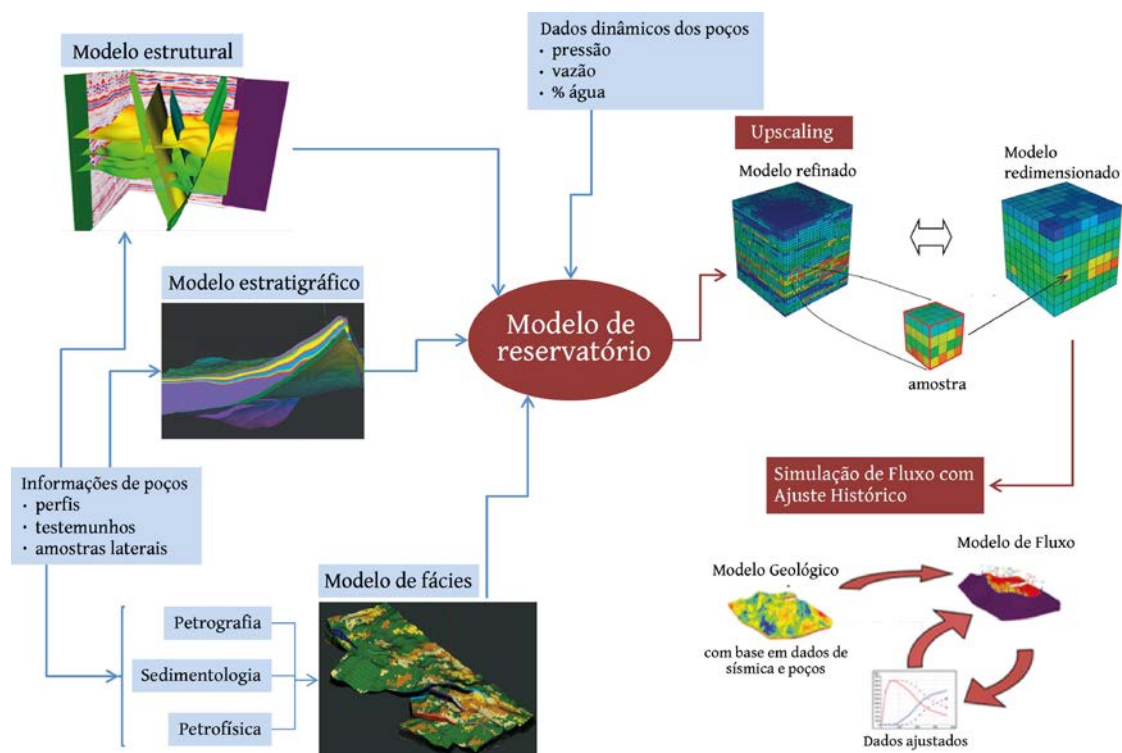 Modelo estrutural
Dados dinâmicos dos poços
· pressão
· vazão
· % água
Upscaling
Modelo refinado
Modelo
redimensionado
Modelo estratigráfico
Modelo de
reservatório
amostra
Informações de poços
· perfis
· testemunhos
· amostras laterais
Simulação de Fluxo com
Ajuste Histórico
Modelo de fácies
Petrografia
Sedimentologia
Petrofísica
Modelo Geológico
com base em dados de
sísmica e poços
Modelo de Fluxo
Dados ajustados